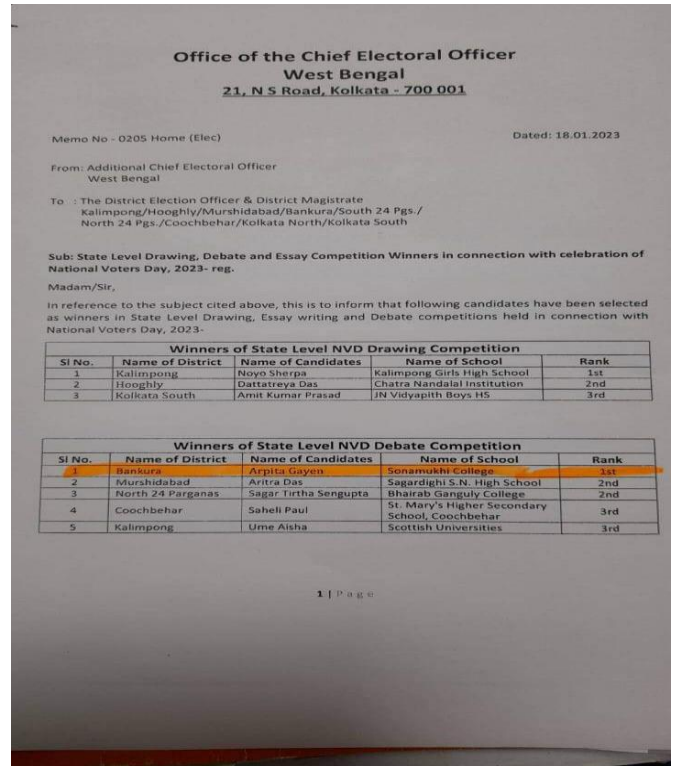 Office of the Chief Electoral Officer
West Bengal
21, N S Road, Kolkata - 700 001
Memo No - 0205 Home (Elec) Dated: 18.01.2023
From: Additional Chief Electoral Officer
West Bengal
To : The District Election Officer & District Magistrate
Kalimpong/Hooghly/Murshidabad/Bankura/South 24 Pgs./
North 24 Pgs./Coochbehar/Kolkata North/Kolkata South
Sub: State Level Drawing, Debate and Essay Competition Winners in connection with celebration of
National Voters Day, 2023- reg.
Madam/Sir,
In reference to the subject cited above, this is to inform that following candidates have been selected
as winners in State Level Drawing, Essay writing and Debate competitions held in connection with
National Voters Day, 2023-
Winners of State Level NVD Drawing Competition
Sl No. Name of District Name of Candidates Name of School Rank
1 Kalimpong Noyo Sherpa Kalimpong Girls High School 1st
2 Hooghly Dattatreya Das Chatra Nandalal Institution 2nd
3 Kolkata South Amit Kumar Prasad JN Vidyapith Boys HS 3rd
Winners of State Level NVD Debate Competition
Sl No. Name of District Name of Candidates Name of School Rank
1 Bankura Arpita Gayen Sonamukhi College 1st
2 Murshidabad Aritra Das Sagardighi S.N. High School 2nd
3 North 24 Parganas Sagar Tirtha Sengupta Bhairab Ganguly College 2nd
4 Coochbehar Saheli Paul St. Mary's Higher Secondary
School, Coochbehar 3rd
5 Kalimpong Ume Aisha Scottish Universities 3rd
1 | Page